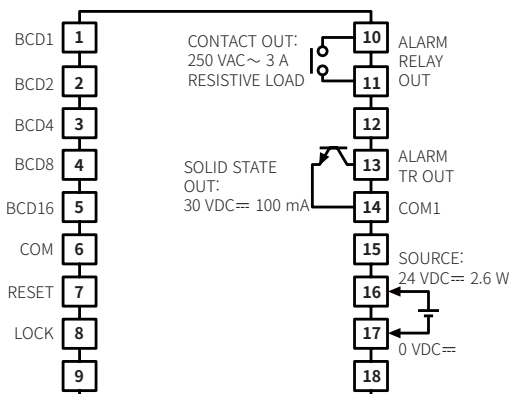 BCD1 1
BCD2 2
BCD4 3
BCD8 4
BCD16 5
COM 6
RESET 7
LOCK 8
9
CONTACT OUT:
250 VAC～ 3 A
RESISTIVE LOAD
SOLID STATE
OUT:
30 VDC⎓ 100 mA
10 ALARM
RELAY
11 OUT
12
13 ALARM
TR OUT
14 COM1
15
SOURCE:
24 VDC⎓ 2.6 W
16
17
0 VDC⎓
18